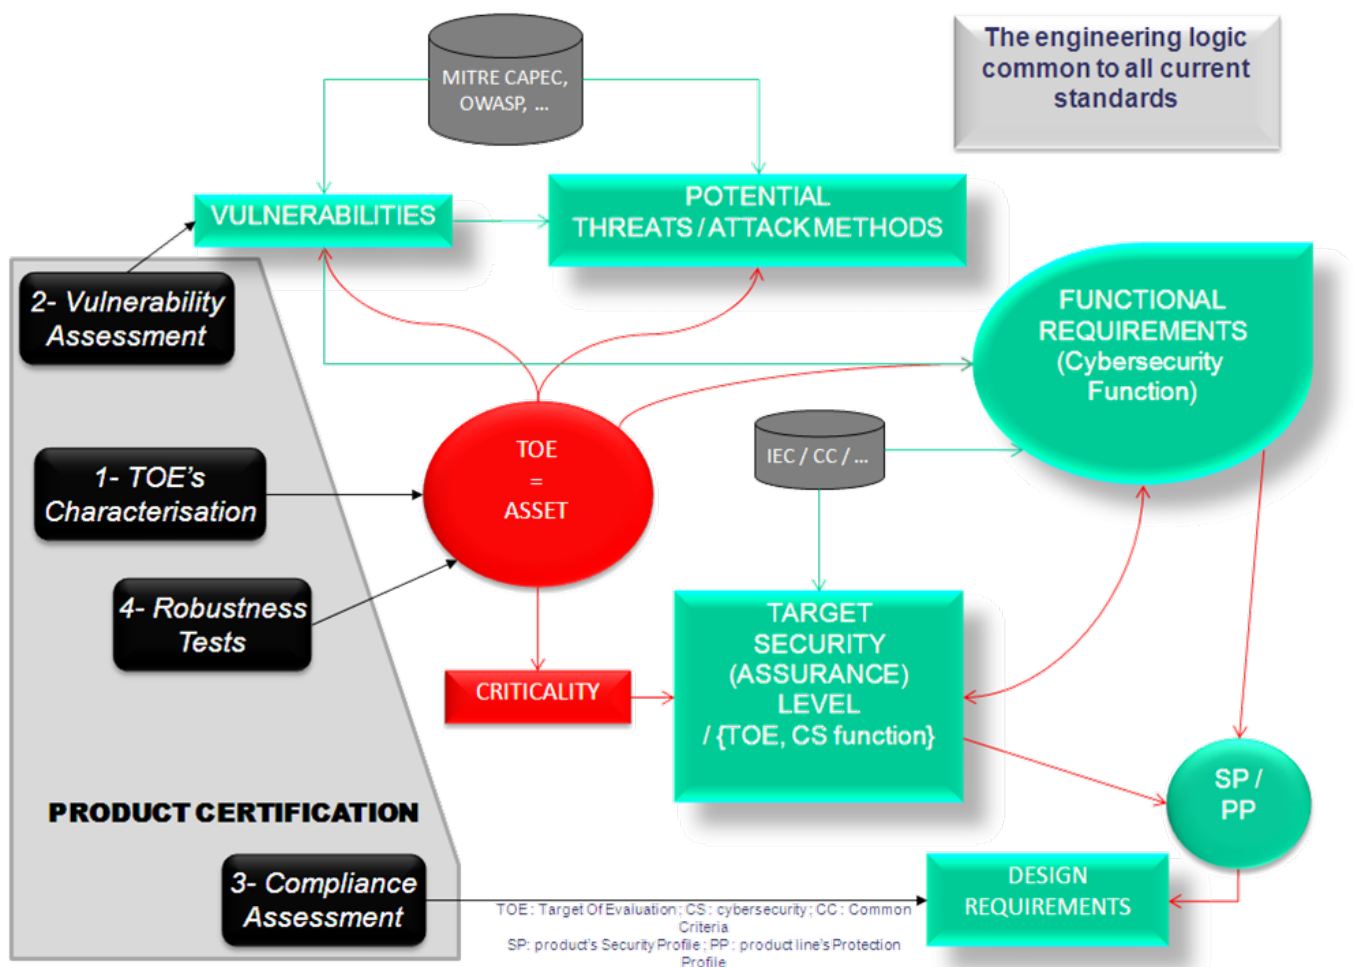 The engineering logic
common to all current
standards
MITRE CAPEC,
OWASP, ...
VULNERABILITIES
POTENTIAL
THREATS / ATTACK METHODS
2- Vulnerability
Assessment
FUNCTIONAL
REQUIREMENTS
(Cybersecurity
Function)
TOE
=
ASSET
IEC / CC / ...
1- TOE's
Characterisation
4- Robustness
Tests
TARGET
SECURITY
(ASSURANCE)
LEVEL
/ {TOE, CS function}
CRITICALITY
SP /
PP
PRODUCT CERTIFICATION
3- Compliance
Assessment
DESIGN
REQUIREMENTS
TOE : Target Of Evaluation ; CS : cybersecurity ; CC : Common
Criteria
SP: product's Security Profile ; PP : product line's Protection
Profile